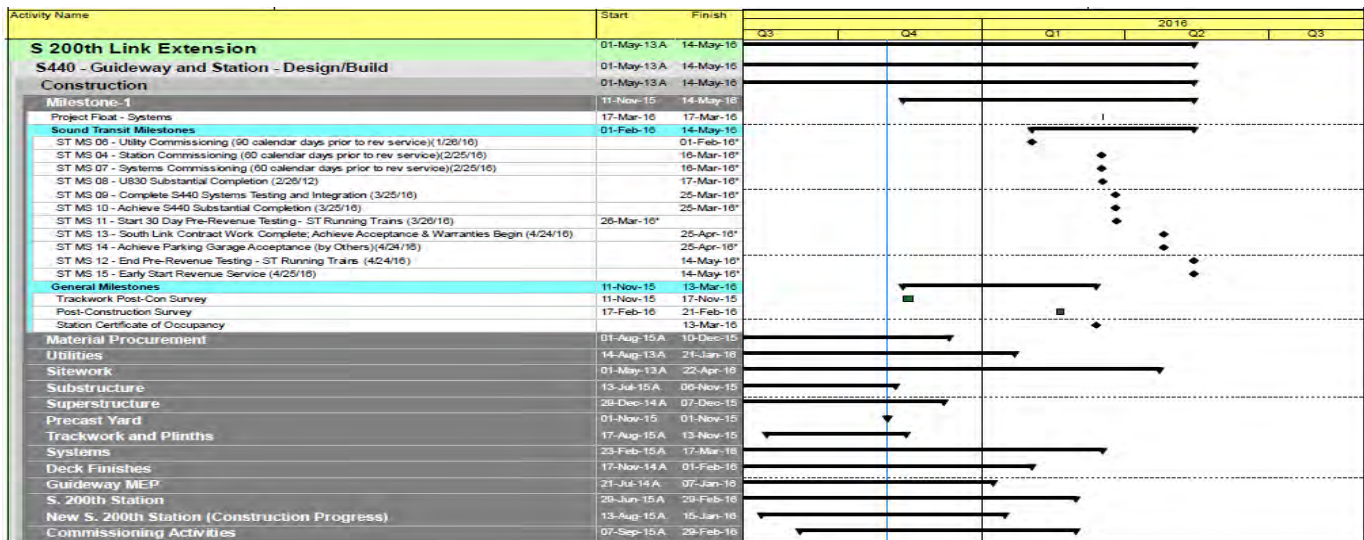 Activity Name Start Finish
2016
Q3 Q4 Q1 Q2 Q3
S 200th Link Extension 01-May-13 A 14-May-16
S440 - Guideway and Station - Design/Build 01-May-13 A 14-May-16
Construction 01-May-13 A 14-May-16
Milestone-1 11-Nov-15 14-May-16
Project Float - Systems 17-Mar-16 17-Mar-16
Sound Transit Milestones 01-Feb-16 14-May-16
ST MS 06 - Utility Commissioning (90 calendar days prior to rev service)(1/26/16) 01-Feb-16*
ST MS 04 - Station Commissioning (60 calendar days prior to rev service)(2/25/16) 16-Mar-16*
ST MS 07 - Systems Commissioning (60 calendar days prior to rev service)(2/25/16) 16-Mar-16*
ST MS 08 - U830 Substantial Completion (2/26/12) 17-Mar-16*
ST MS 09 - Complete S440 Systems Testing and Integration (3/25/16) 25-Mar-16*
ST MS 10 - Achieve S440 Substantial Completion (3/25/16) 25-Mar-16*
ST MS 11 - Start 30 Day Pre-Revenue Testing - ST Running Trains (3/26/16) 26-Mar-16*
ST MS 13 - South Link Contract Work Complete; Achieve Acceptance & Warranties Begin (4/24/16) 25-Apr-16*
ST MS 14 - Achieve Parking Garage Acceptance (by Others)(4/24/16) 25-Apr-16*
ST MS 12 - End Pre-Revenue Testing - ST Running Trains (4/24/16) 14-May-16*
ST MS 15 - Early Start Revenue Service (4/25/16) 14-May-16*
General Milestones 11-Nov-15 13-Mar-16
Trackwork Post-Con Survey 11-Nov-15 17-Nov-15
Post-Construction Survey 17-Feb-16 21-Feb-16
Station Certificate of Occupancy 13-Mar-16
Material Procurement 01-Aug-15 A 10-Dec-15
Utilities 14-Aug-13 A 21-Jan-16
Sitework 01-May-13 A 22-Apr-16
Substructure 13-Jul-15 A 06-Nov-15
Superstructure 29-Dec-14 A 07-Dec-15
Precast Yard 01-Nov-15 01-Nov-15
Trackwork and Plinths 17-Aug-15 A 13-Nov-15
Systems 23-Feb-15 A 17-Mar-16
Deck Finishes 17-Nov-14 A 01-Feb-16
Guideway MEP 21-Jul-14 A 07-Jan-16
S. 200th Station 29-Jun-15 A 29-Feb-16
New S. 200th Station (Construction Progress) 13-Aug-15 A 15-Jan-16
Commissioning Activities 07-Sep-15 A 29-Feb-16